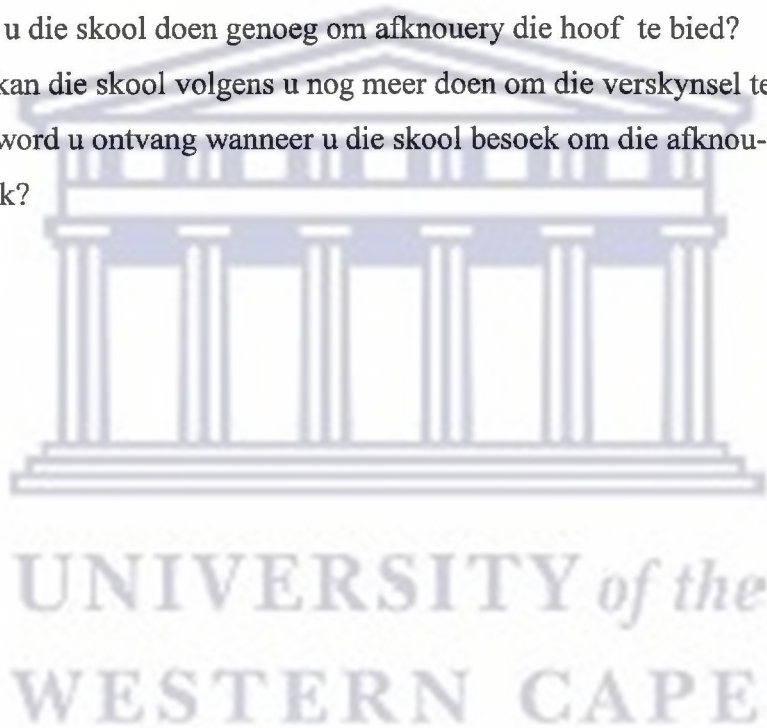 u die skool doen genoeg om afknouery die hoof te bied?
kan die skool volgens u nog meer doen om die verskynsel te
word u ontvang wanneer u die skool besoek om die afknou-
k?
UNIVERSITY of the
WESTERN CAPE